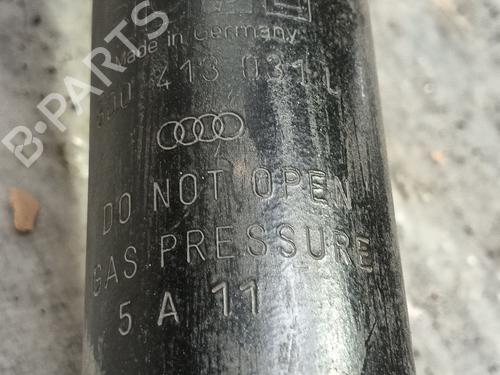 Made in Germany
413 031 L
DO NOT OPEN
GAS PRESSURE
5 A 11
B-PARTS